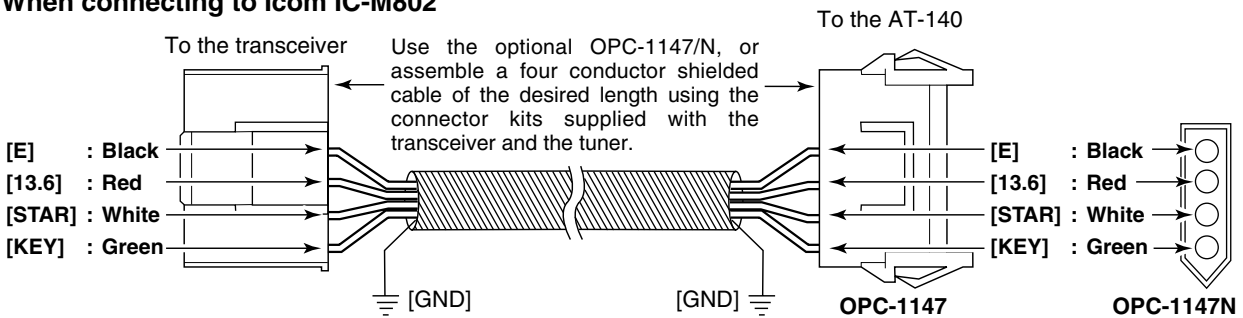 When connecting to Icom IC-M802
To the transceiver
Use the optional OPC-1147/N, or
assemble a four conductor shielded
cable of the desired length using the
connector kits supplied with the
transceiver and the tuner.
To the AT-140
[E] : Black
[13.6] : Red
[STAR] : White
[KEY] : Green
[GND]
[GND]
[E] : Black
[13.6] : Red
[STAR] : White
[KEY] : Green
OPC-1147
OPC-1147N